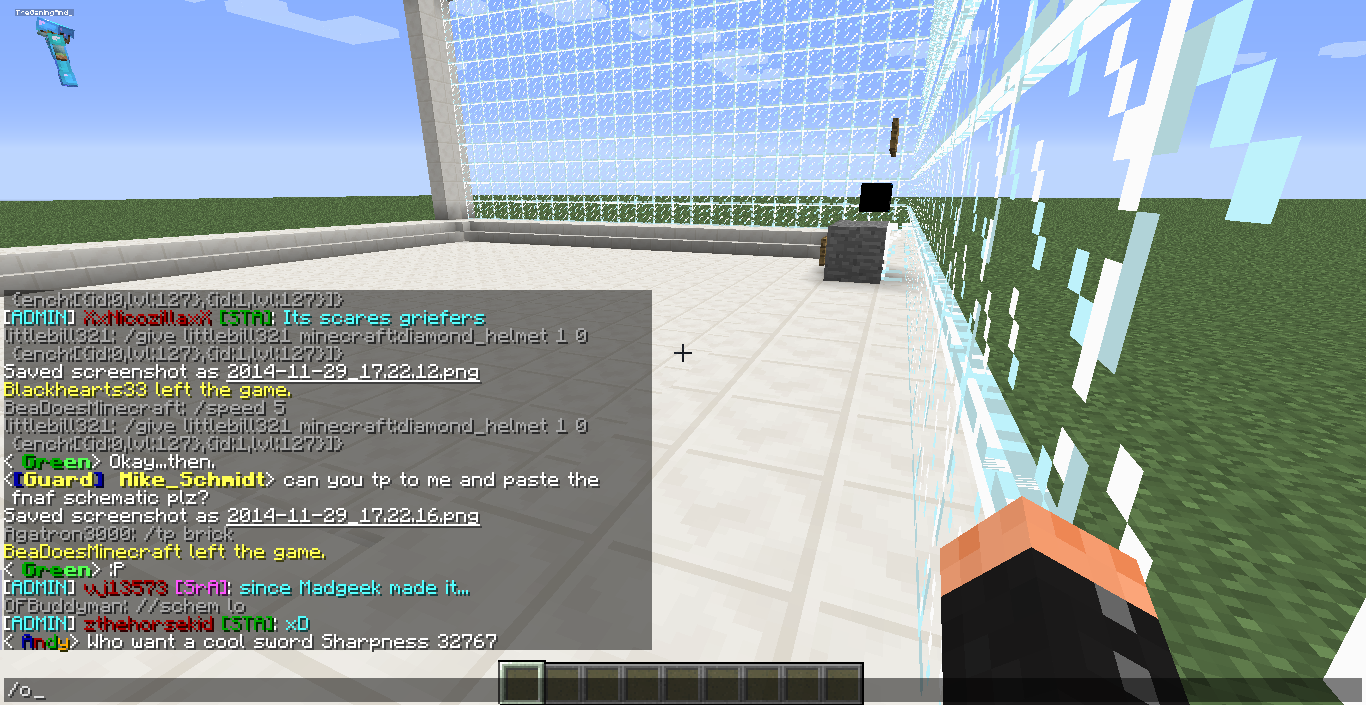 TheGamingAnd_
{ench:[{id:0,lvl:127},{id:1,lvl:127}]}
[ADMIN] XxNicozillaxX [STA]: Its scares griefers
littlebill321: /give littlebill321 minecraft:diamond_helmet 1 0
{ench:[{id:0,lvl:127},{id:1,lvl:127}]}
Saved screenshot as 2014-11-29_17.22.12.png
Blackhearts33 left the game.
BeaDoesMinecraft: /speed 5
littlebill321: /give littlebill321 minecraft:diamond_helmet 1 0
{ench:[{id:0,lvl:127},{id:1,lvl:127}]}
< Green> Okay...then.
<[Guard] Mike_Schmidt> can you tp to me and paste the
fnaf schematic plz?
Saved screenshot as 2014-11-29_17.22.16.png
Agatron3000: /tp brick
BeaDoesMinecraft left the game.
< Green> :P
[ADMIN] vj13573 [SrA]: since Madgeek made it...
OFBuddyman: //schem lo
[ADMIN] zthehorsekid [STA]: xD
< Andy> Who want a cool sword Sharpness 32767
/o_